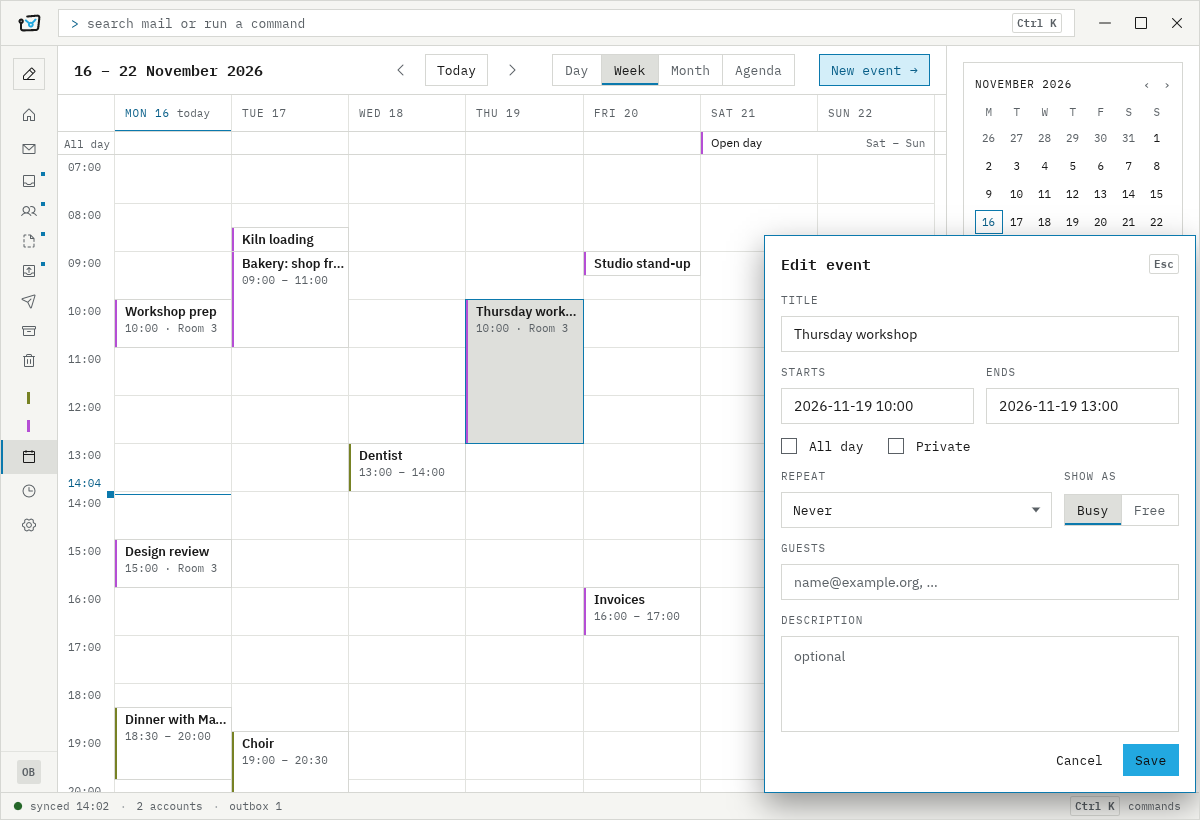 > search mail or run a command Ctrl K
16 – 22 November 2026
Today
Day Week Month Agenda
New event →
MON 16 today TUE 17 WED 18 THU 19 FRI 20 SAT 21 SUN 22
All day
Open day Sat – Sun
07:00
08:00
09:00
10:00
11:00
12:00
13:00
14:04
14:00
15:00
16:00
17:00
18:00
19:00
20:00
Workshop prep
10:00 · Room 3
Design review
15:00 · Room 3
Dinner with Ma…
18:30 – 20:00
Kiln loading
Bakery: shop fr…
09:00 – 11:00
Choir
19:00 – 20:30
Dentist
13:00 – 14:00
Thursday work…
10:00 · Room 3
Studio stand-up
Invoices
16:00 – 17:00
NOVEMBER 2026 ‹ ›
M T W T F S S
26 27 28 29 30 31 1
2 3 4 5 6 7 8
9 10 11 12 13 14 15
16 17 18 19 20 21 22
Edit event Esc
TITLE
Thursday workshop
STARTS ENDS
2026-11-19 10:00 2026-11-19 13:00
All day Private
REPEAT SHOW AS
Never Busy Free
GUESTS
name@example.org, …
DESCRIPTION
optional
Cancel Save
OB
synced 14:02 · 2 accounts · outbox 1
Ctrl K commands